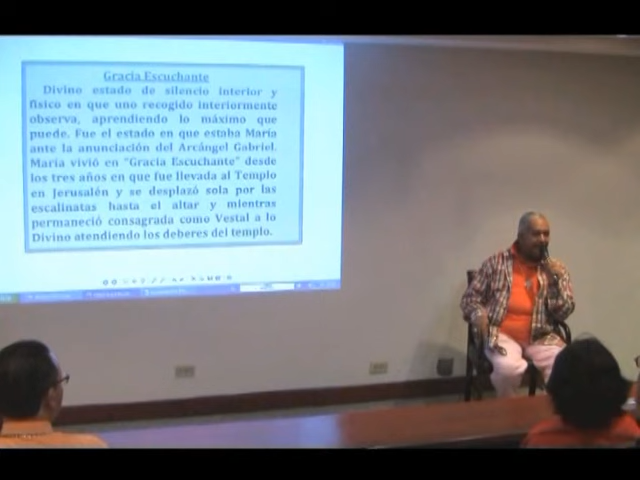 Gracia Escuchante
Divino estado de silencio interior y
físico en que uno recogido interiormente
observa, aprendiendo lo máximo que
puede. Fue el estado en que estaba María
ante la anunciación del Arcángel Gabriel.
María vivió en "Gracia Escuchante" desde
los tres años en que fue llevada al Templo
en Jerusalén y se desplazó sola por las
escalinatas hasta el altar y mientras
permaneció consagrada como Vestal a lo
Divino atendiendo los deberes del templo.